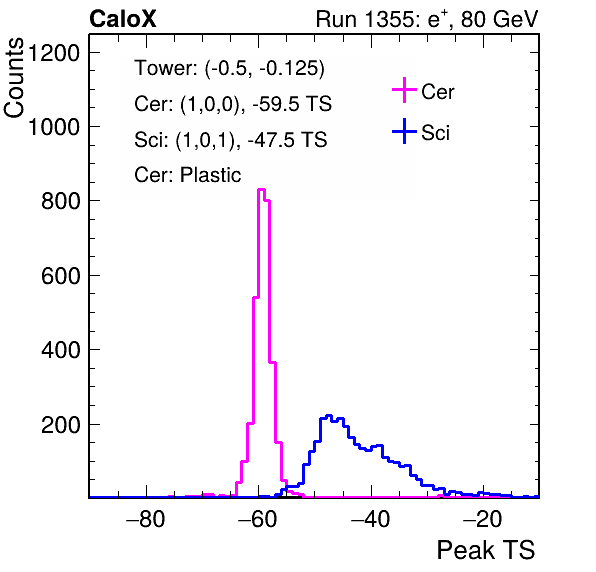 CaloX Run 1355: e⁺, 80 GeV
Counts
Tower: (-0.5, -0.125)
Cer: (1,0,0), -59.5 TS
Sci: (1,0,1), -47.5 TS
Cer: Plastic
Cer
Sci
1200
1000
800
600
400
200
−80 −60 −40 −20
Peak TS